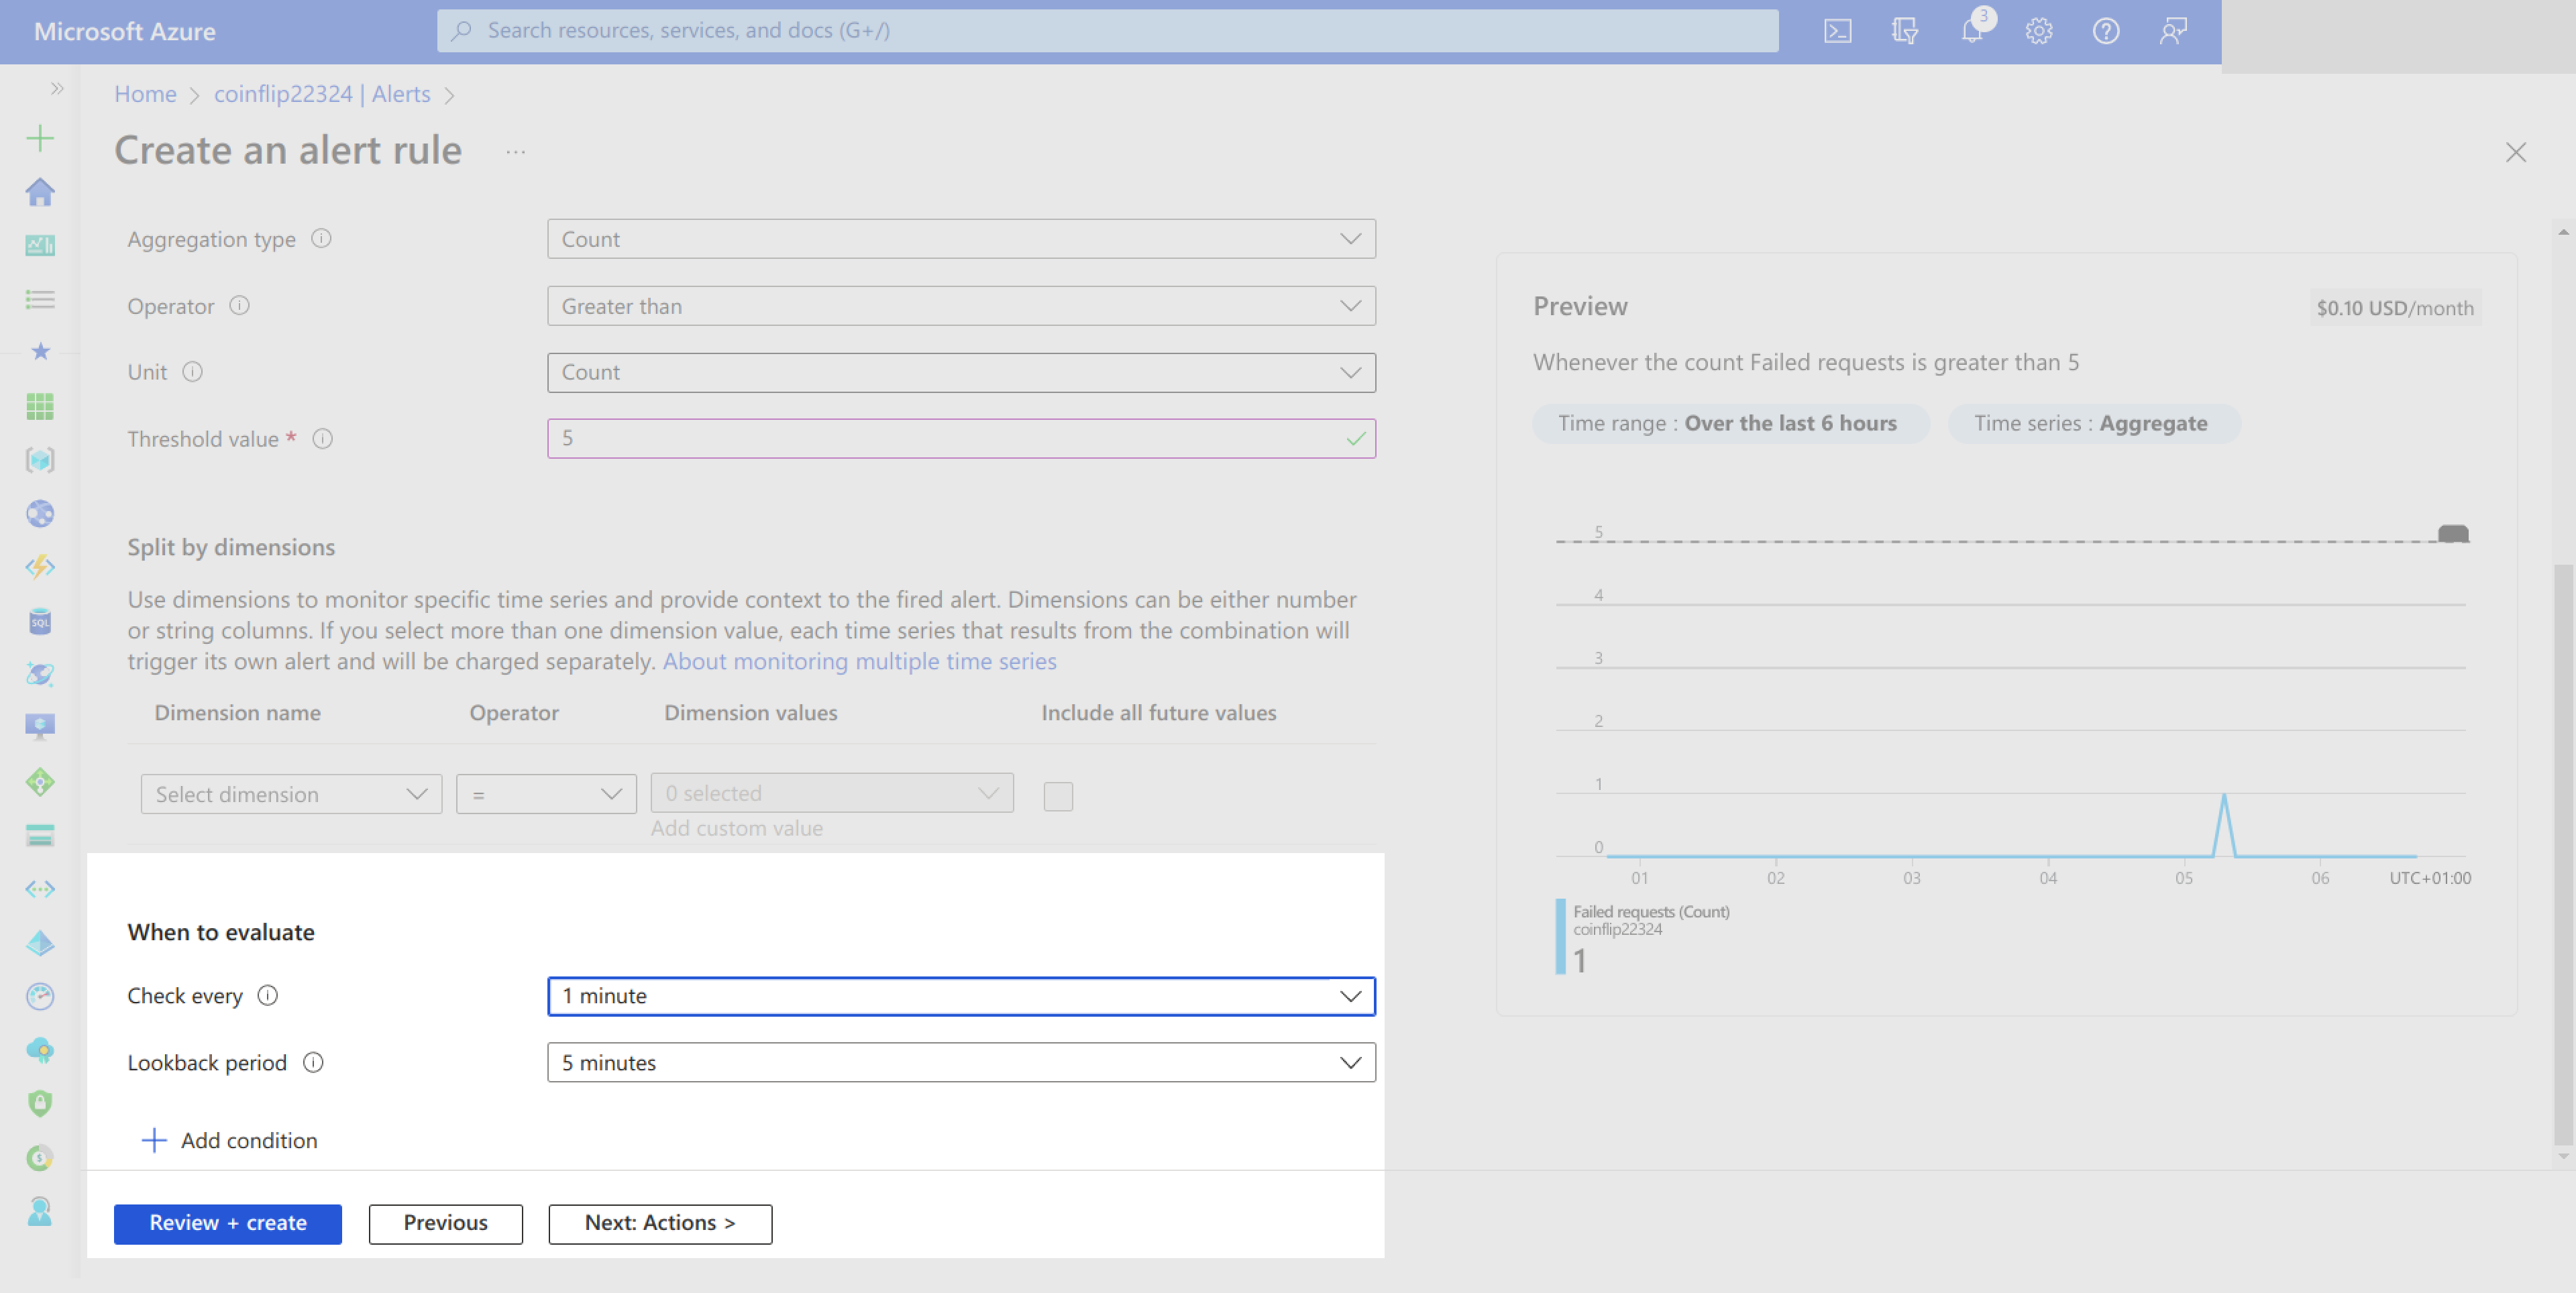 Microsoft Azure
Search resources, services, and docs (G+/)
3
Home > coinflip22324 | Alerts >
Create an alert rule ...
Aggregation type
Count
Operator
Greater than
Unit
Count
Threshold value *
5
Split by dimensions
Use dimensions to monitor specific time series and provide context to the fired alert. Dimensions can be either number
or string columns. If you select more than one dimension value, each time series that results from the combination will
trigger its own alert and will be charged separately. About monitoring multiple time series
Dimension name Operator Dimension values Include all future values
Select dimension = 0 selected
Add custom value
When to evaluate
Check every
1 minute
Lookback period
5 minutes
+ Add condition
Review + create Previous Next: Actions >
Preview $0.10 USD/month
Whenever the count Failed requests is greater than 5
Time range : Over the last 6 hours Time series : Aggregate
5
4
3
2
1
0
01 02 03 04 05 06 UTC+01:00
Failed requests (Count)
coinflip22324
1
SQL